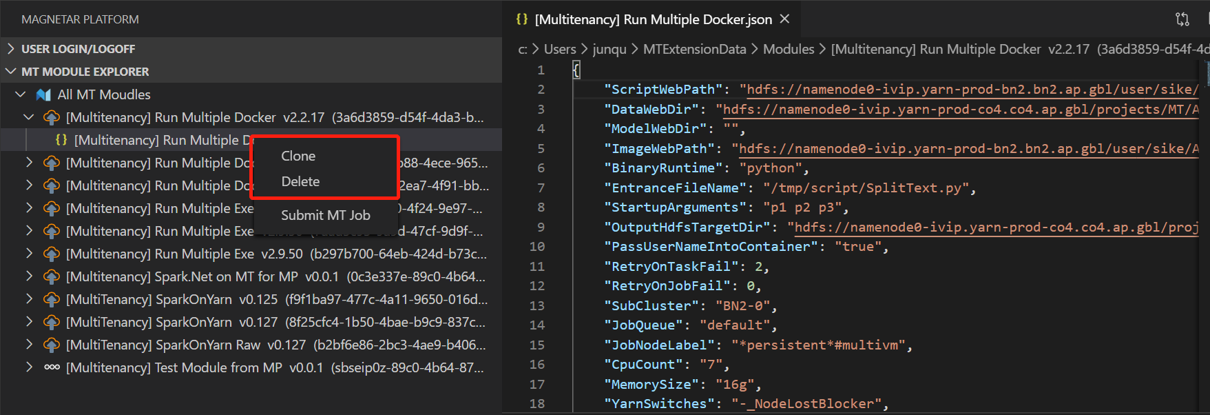 MAGNETAR PLATFORM
USER LOGIN/LOGOFF
MT MODULE EXPLORER
All MT Moudles
[Multitenancy] Run Multiple Docker v2.2.17 (3a6d3859-d54f-4da3-b...
{} [Multitenancy] Run Multiple D
[Multitenancy] Run Multiple Doc b88-4ece-965...
[Multitenancy] Run Multiple Doc 2ea7-4f91-bb...
[Multitenancy] Run Multiple Exe 0-4f24-9e97-...
[Multitenancy] Run Multiple Exe d-47cf-9d9f-...
[Multitenancy] Run Multiple Exe v2.9.50 (b297b700-64eb-424d-b73c...
[Multitenancy] Spark.Net on MT for MP v0.0.1 (0c3e337e-89c0-4b64...
[MultiTenancy] SparkOnYarn v0.125 (f9f1ba97-477c-4a11-9650-016d...
[MultiTenancy] SparkOnYarn v0.127 (8f25cfc4-1b50-4bae-b9c9-837c...
[MultiTenancy] SparkOnYarn Raw v0.127 (b2bf6e86-2bc3-4ae9-b406...
[Multitenancy] Test Module from MP v0.0.1 (sbseip0z-89c0-4b64-87...
Clone
Delete
Submit MT Job
{} [Multitenancy] Run Multiple Docker.json
c: > Users > junqu > MTExtensionData > Modules > [Multitenancy] Run Multiple Docker v2.2.17 (3a6d3859-d54f-4d
1 {
2 "ScriptWebPath": "hdfs://namenode0-ivip.yarn-prod-bn2.bn2.ap.gbl/user/sike/
3 "DataWebDir": "hdfs://namenode0-ivip.yarn-prod-co4.co4.ap.gbl/projects/MT/A
4 "ModelWebDir": "",
5 "ImageWebPath": "hdfs://namenode0-ivip.yarn-prod-bn2.bn2.ap.gbl/user/sike/A
6 "BinaryRuntime": "python",
7 "EntranceFileName": "/tmp/script/SplitText.py",
8 "StartupArguments": "p1 p2 p3",
9 "OutputHdfsTargetDir": "hdfs://namenode0-ivip.yarn-prod-co4.co4.ap.gbl/proj
10 "PassUserNameIntoContainer": "true",
11 "RetryOnTaskFail": 2,
12 "RetryOnJobFail": 0,
13 "SubCluster": "BN2-0",
14 "JobQueue": "default",
15 "JobNodeLabel": "*persistent*#multivm",
16 "CpuCount": "7",
17 "MemorySize": "16g",
18 "YarnSwitches": "-_NodeLostBlocker",